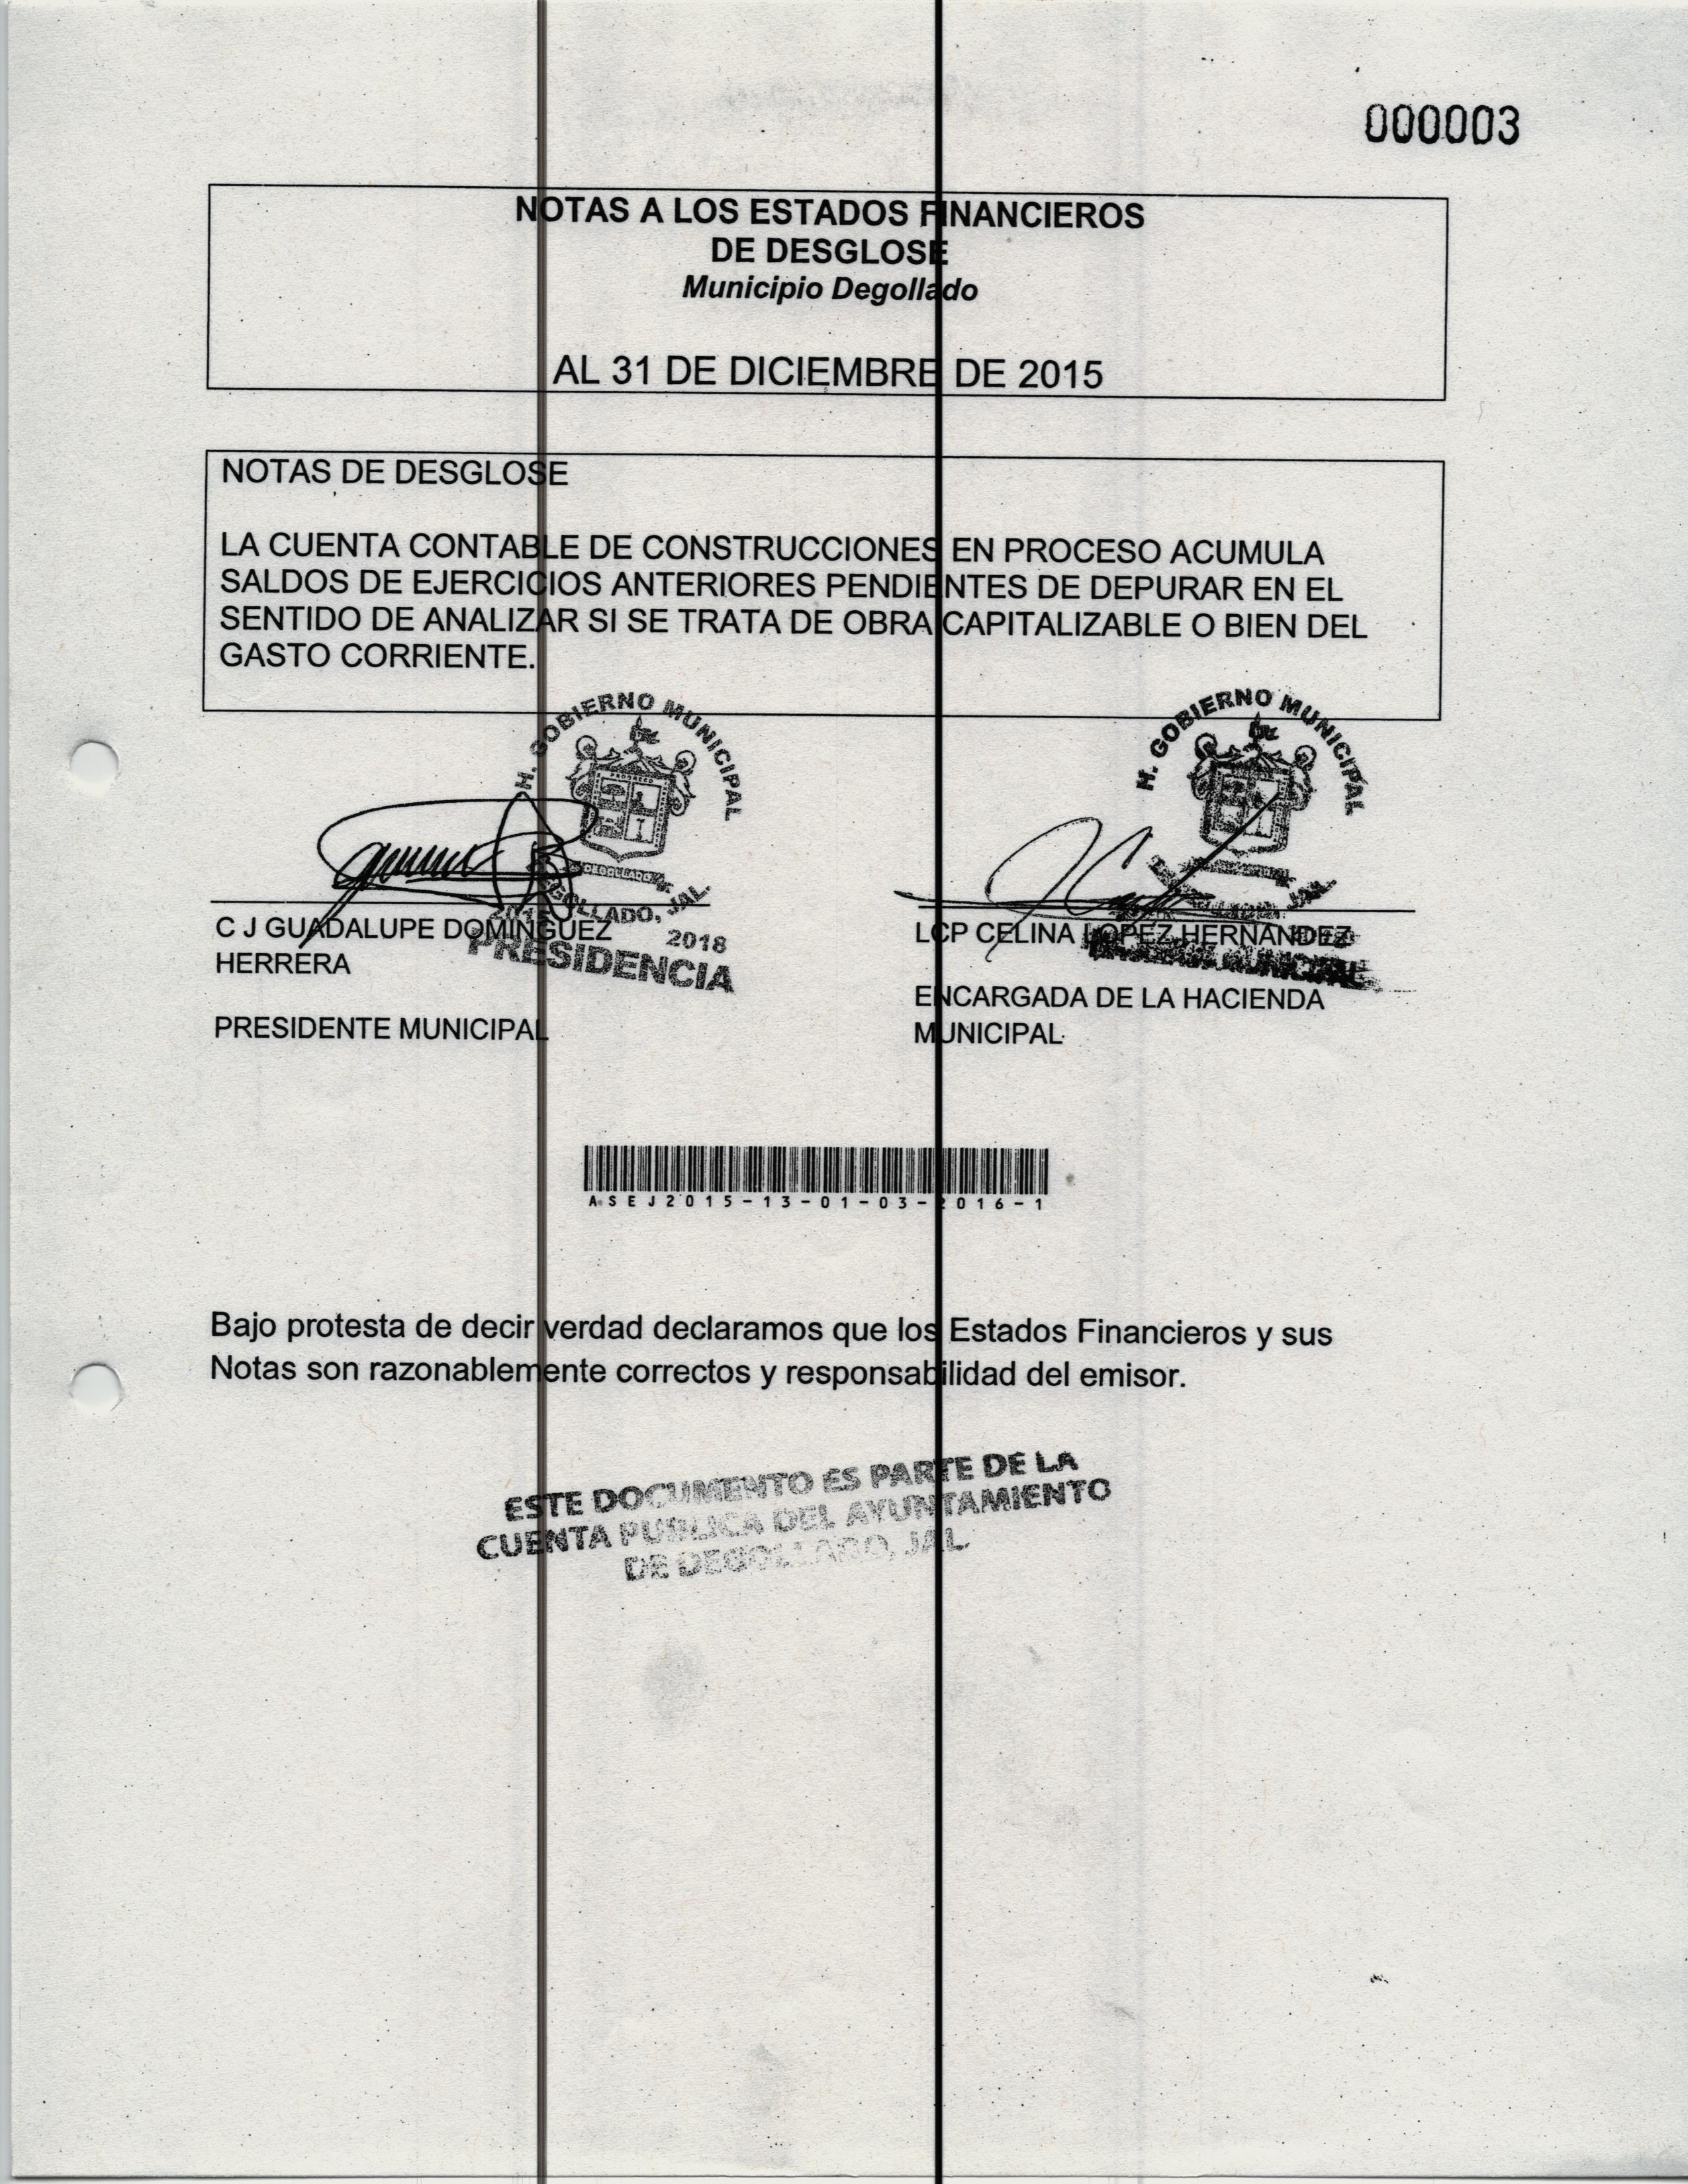 000003
NOTAS A LOS ESTADOS FINANCIEROS
DE DESGLOSE
Municipio Degollado
AL 31 DE DICIEMBRE DE 2015
NOTAS DE DESGLOSE
LA CUENTA CONTABLE DE CONSTRUCCIONES EN PROCESO ACUMULA
SALDOS DE EJERCICIOS ANTERIORES PENDIENTES DE DEPURAR EN EL
SENTIDO DE ANALIZAR SI SE TRATA DE OBRA CAPITALIZABLE O BIEN DEL
GASTO CORRIENTE.
H. GOBIERNO MUNICIPAL
PROGRESO
DEGOLLADO
DEGOLLADO, JAL.
2015 2018
PRESIDENCIA
C J GUADALUPE DOMINGUEZ
HERRERA
PRESIDENTE MUNICIPAL
H. GOBIERNO MUNICIPAL
JAL
LCP CELINA LOPEZ HERNANDEZ
MUNICIPAL
ENCARGADA DE LA HACIENDA
MUNICIPAL
ASEJ2015-13-01-03-2016-1
Bajo protesta de decir verdad declaramos que los Estados Financieros y sus
Notas son razonablemente correctos y responsabilidad del emisor.
ESTE DOCUMENTO ES PARTE DE LA
CUENTA PUBLICA DEL AYUNTAMIENTO
DE DEGOLLADO, JAL.